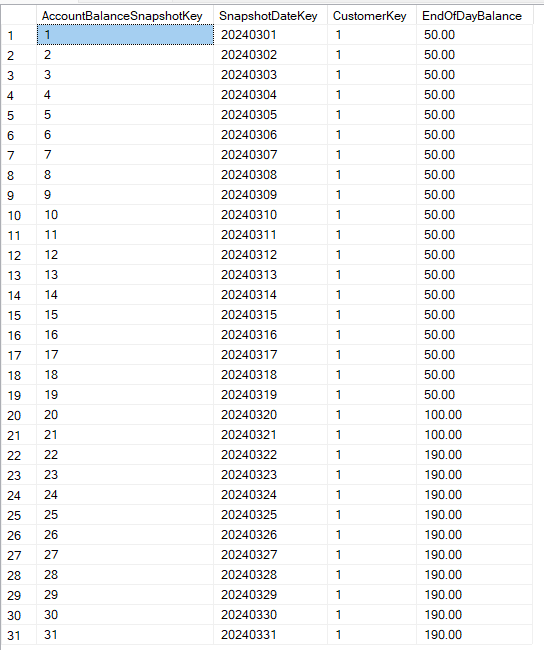 AccountBalanceSnapshotKey SnapshotDateKey CustomerKey EndOfDayBalance
1 1 20240301 1 50.00
2 2 20240302 1 50.00
3 3 20240303 1 50.00
4 4 20240304 1 50.00
5 5 20240305 1 50.00
6 6 20240306 1 50.00
7 7 20240307 1 50.00
8 8 20240308 1 50.00
9 9 20240309 1 50.00
10 10 20240310 1 50.00
11 11 20240311 1 50.00
12 12 20240312 1 50.00
13 13 20240313 1 50.00
14 14 20240314 1 50.00
15 15 20240315 1 50.00
16 16 20240316 1 50.00
17 17 20240317 1 50.00
18 18 20240318 1 50.00
19 19 20240319 1 50.00
20 20 20240320 1 100.00
21 21 20240321 1 100.00
22 22 20240322 1 190.00
23 23 20240323 1 190.00
24 24 20240324 1 190.00
25 25 20240325 1 190.00
26 26 20240326 1 190.00
27 27 20240327 1 190.00
28 28 20240328 1 190.00
29 29 20240329 1 190.00
30 30 20240330 1 190.00
31 31 20240331 1 190.00